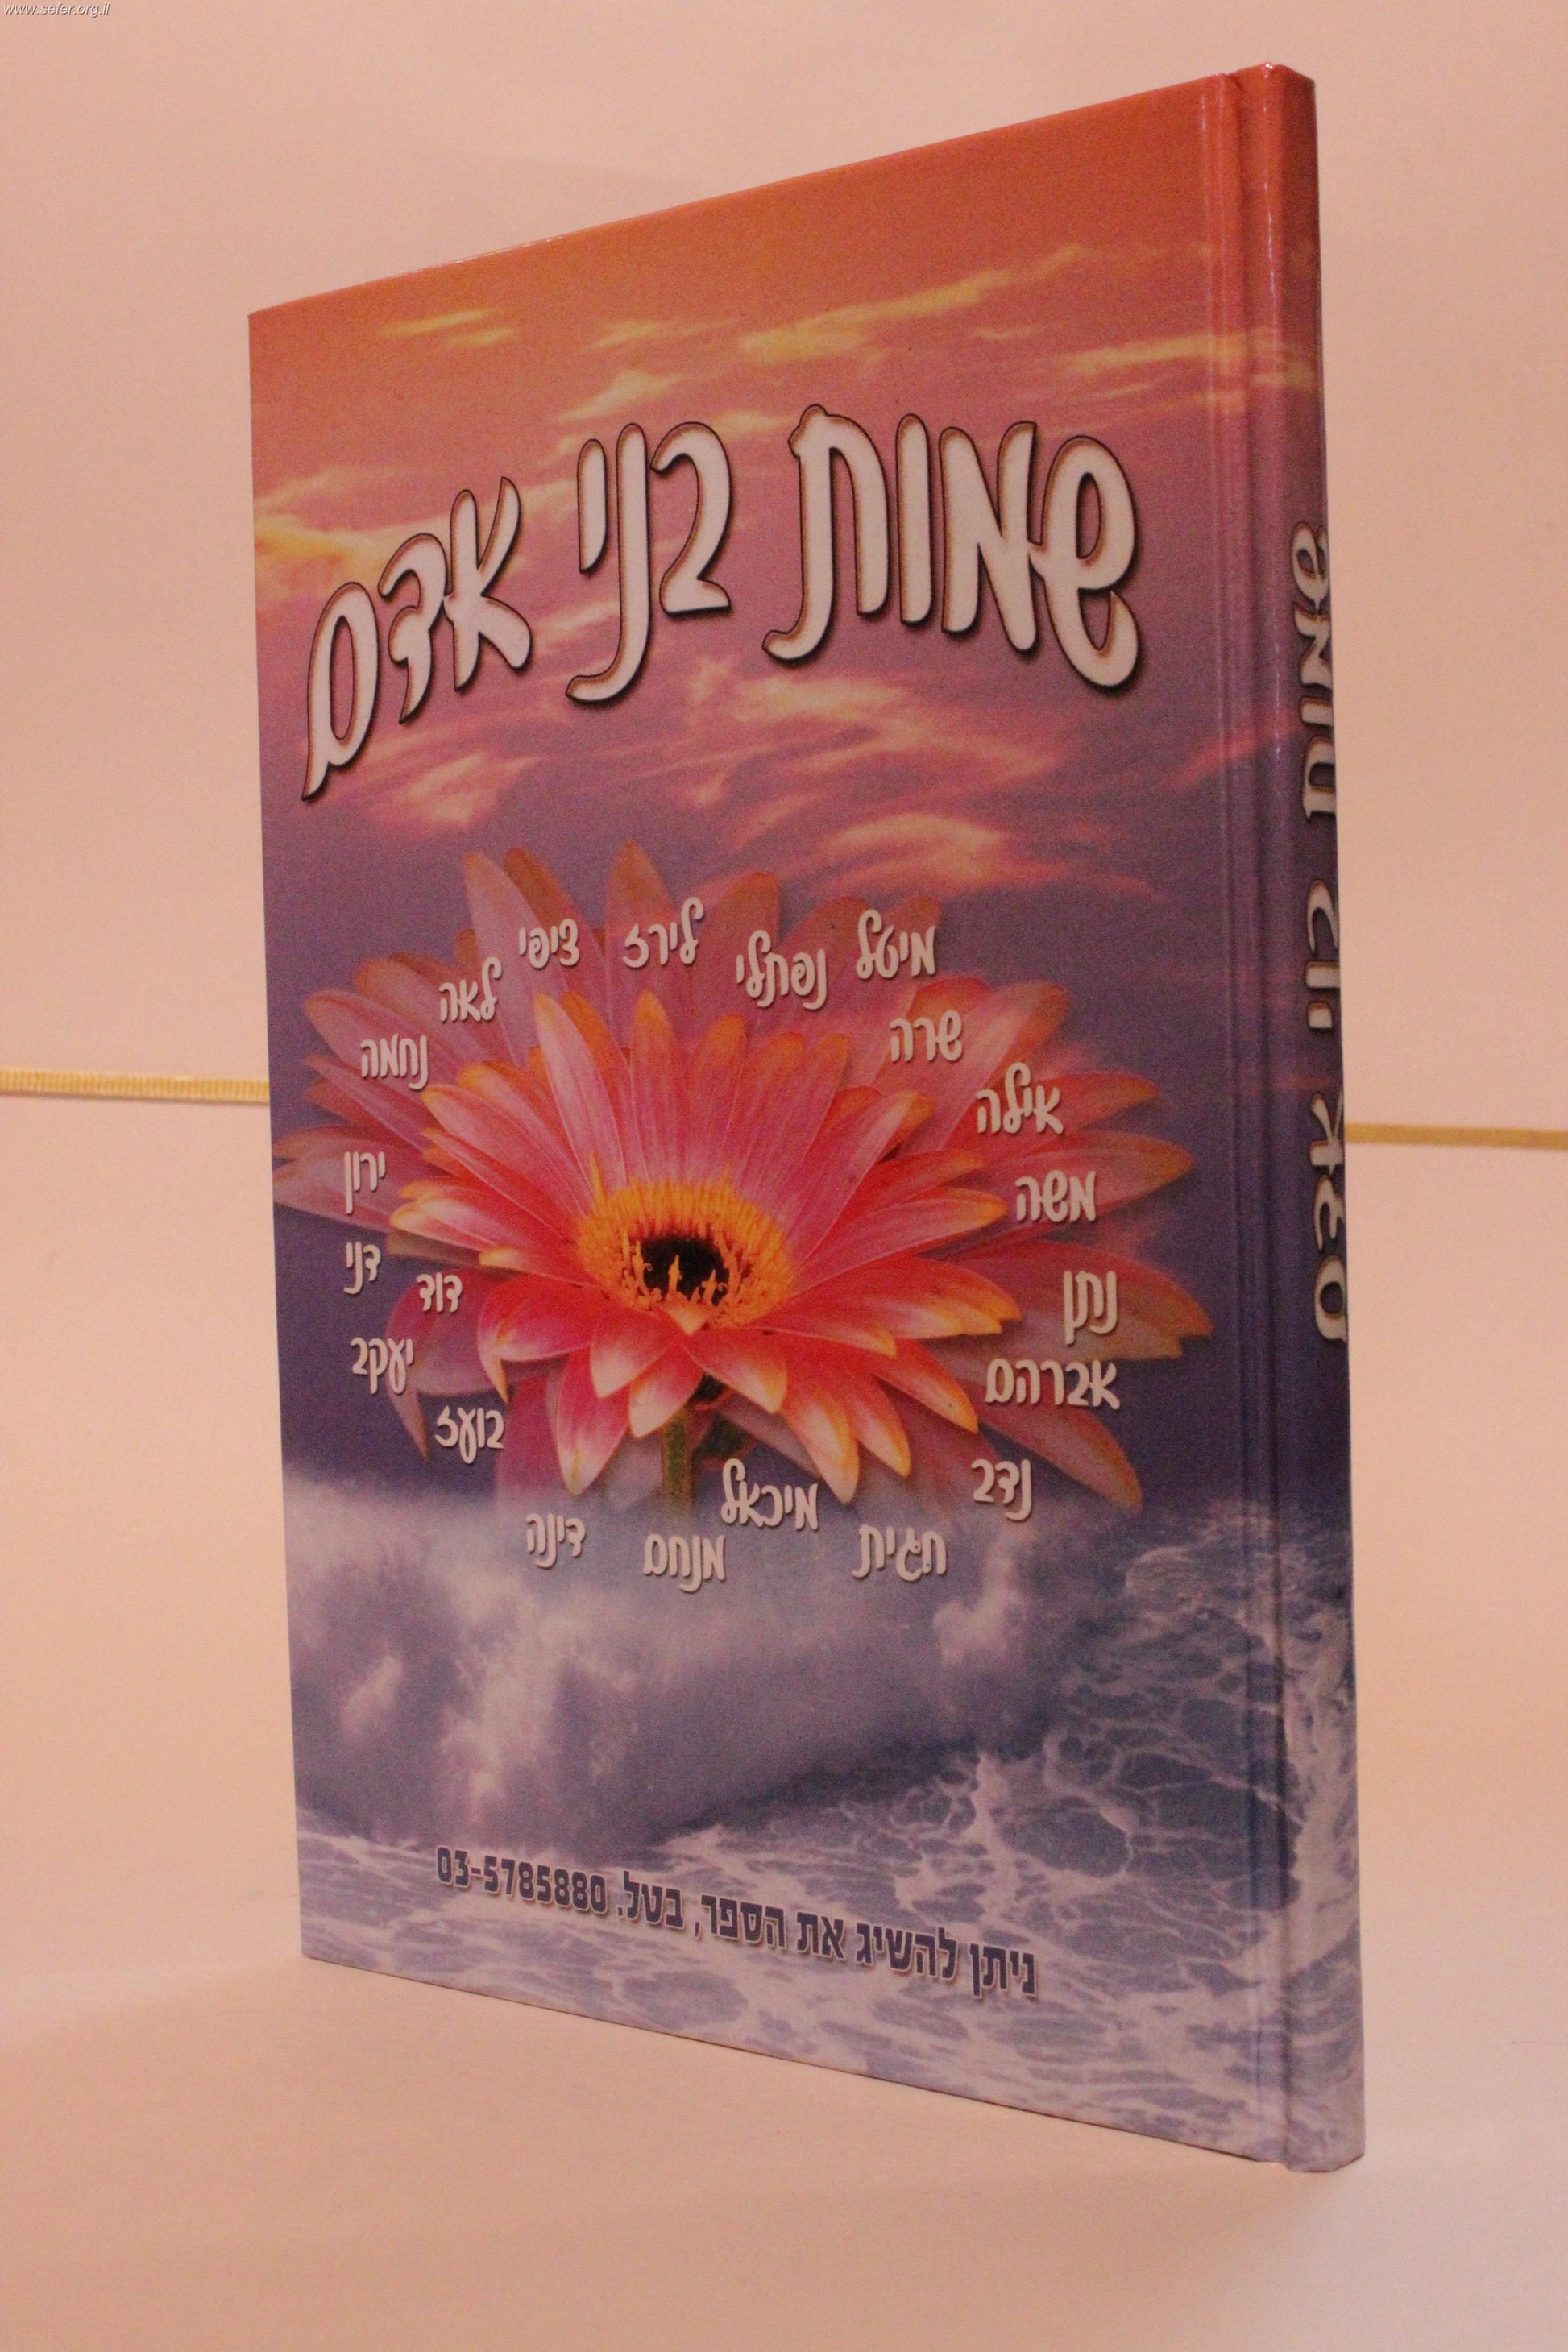 www.sefer.org.il
שמות בני אדם
מיטל
נפתלי
לירז
ציפי
לאה
נחמה
שרה
אילה
משה
נתן
אברהם
נדב
חגית
מיכאל
מנחם
דינה
ירון
דני
דוד
יעקב
בועז
ניתן להשיג את הספר, בטל. 03-5785880
שמות בני אדם